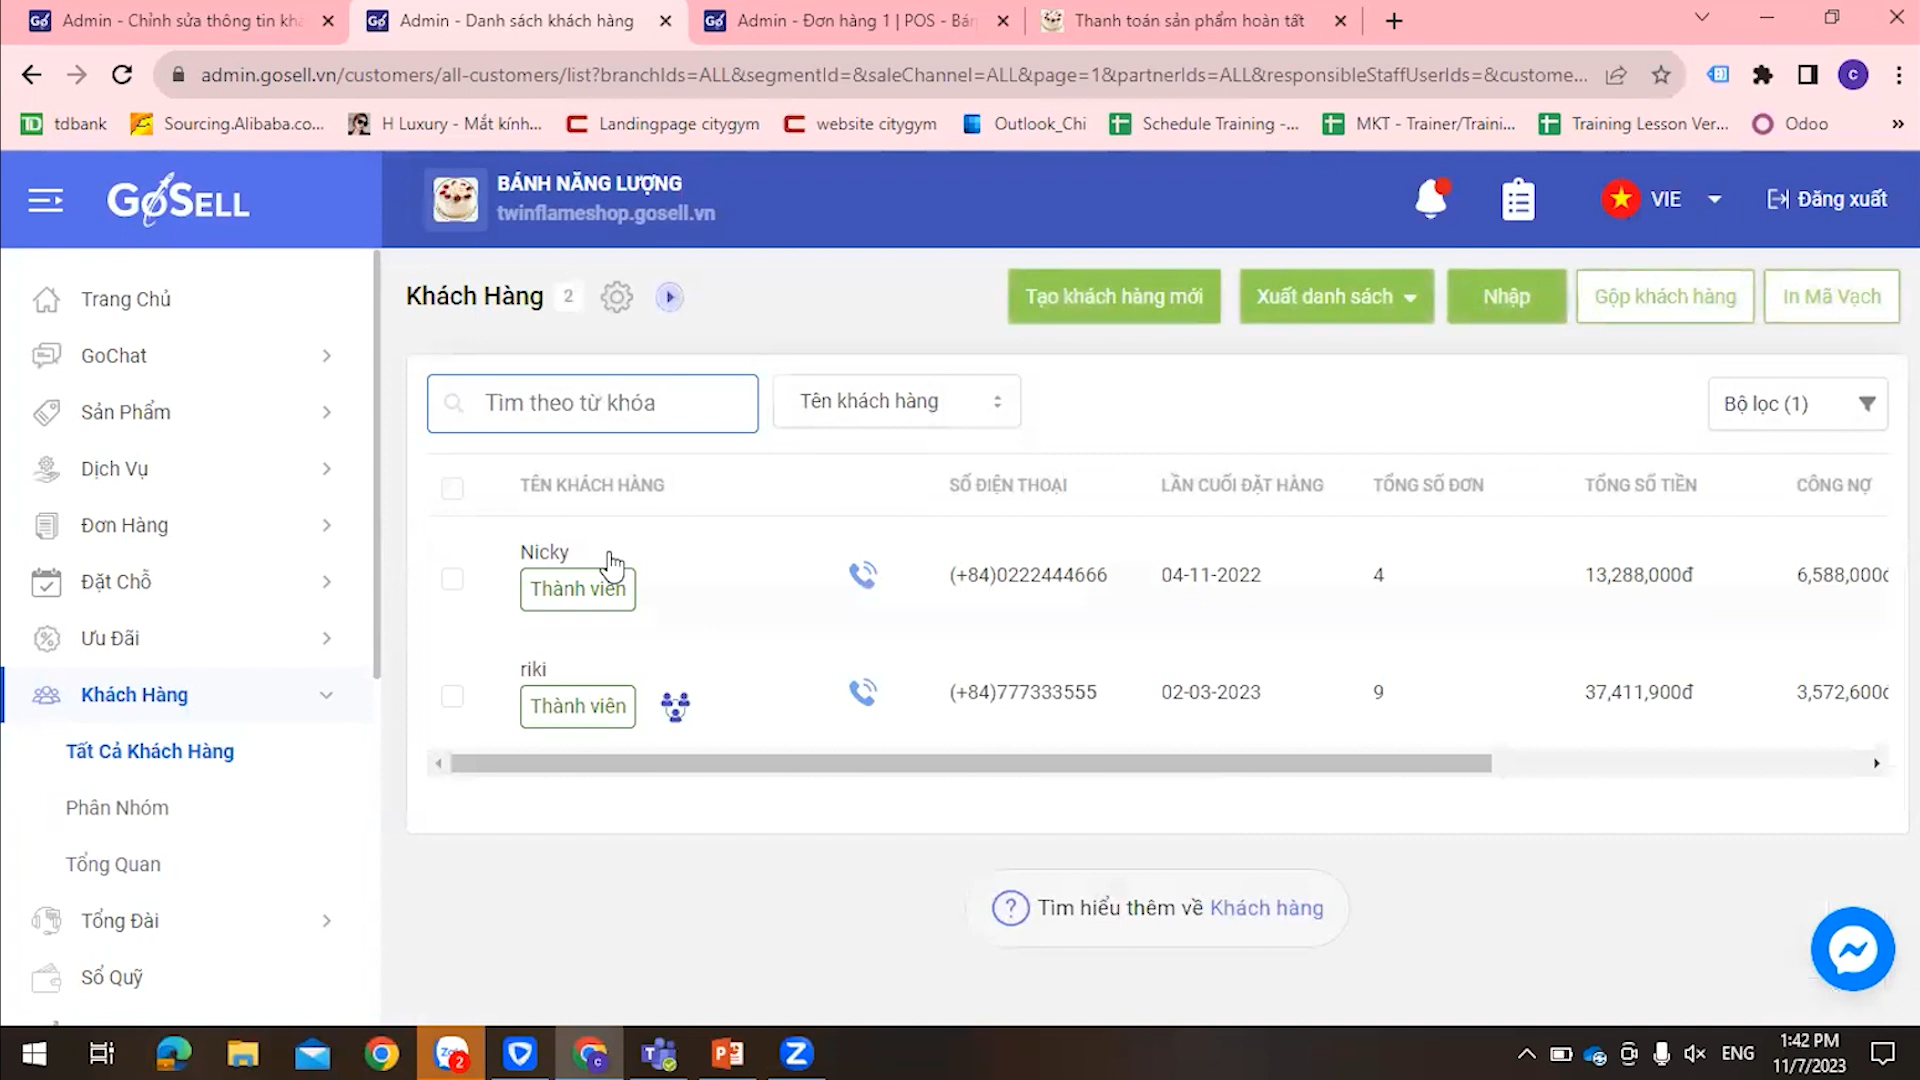 Admin - Chỉnh sửa thông tin khá
Admin - Danh sách khách hàng
Admin - Đơn hàng 1 | POS - Bán
Thanh toán sản phẩm hoàn tất
admin.gosell.vn/customers/all-customers/list?branchIds=ALL&segmentId=&saleChannel=ALL&page=1&partnerIds=ALL&responsibleStaffUserIds=&custome...
C
TD
tdbank
Sourcing.Alibaba.co...
H Luxury - Mắt kính...
Landingpage citygym
website citygym
Outlook_Chi
Schedule Training -...
MKT - Trainer/Traini...
Training Lesson Ver...
Odoo
»
GOSELL
BÁNH NĂNG LƯỢNG
twinflameshop.gosell.vn
VIE
Đăng xuất
Trang Chủ
GoChat
Sản Phẩm
Dịch Vụ
Đơn Hàng
Đặt Chỗ
Ưu Đãi
Khách Hàng
Tất Cả Khách Hàng
Phân Nhóm
Tổng Quan
Tổng Đài
Sổ Quỹ
Khách Hàng 2
Tạo khách hàng mới
Xuất danh sách
Nhập
Gộp khách hàng
In Mã Vạch
Tìm theo từ khóa
Tên khách hàng
Bộ lọc (1)
TÊN KHÁCH HÀNG SỐ ĐIỆN THOẠI LẦN CUỐI ĐẶT HÀNG TỔNG SỐ ĐƠN TỔNG SỐ TIỀN CÔNG NỢ
Nicky
Thành viên
(+84)0222444666 04-11-2022 4 13,288,000đ 6,588,000đ
riki
Thành viên
(+84)777333555 02-03-2023 9 37,411,900đ 3,572,600đ
? Tìm hiểu thêm về Khách hàng
2
ENG
1:42 PM
11/7/2023